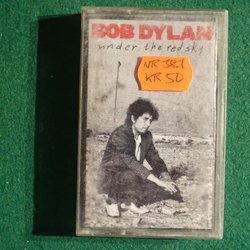 BOB DYLAN
under the red sky
NR 381
KR 50